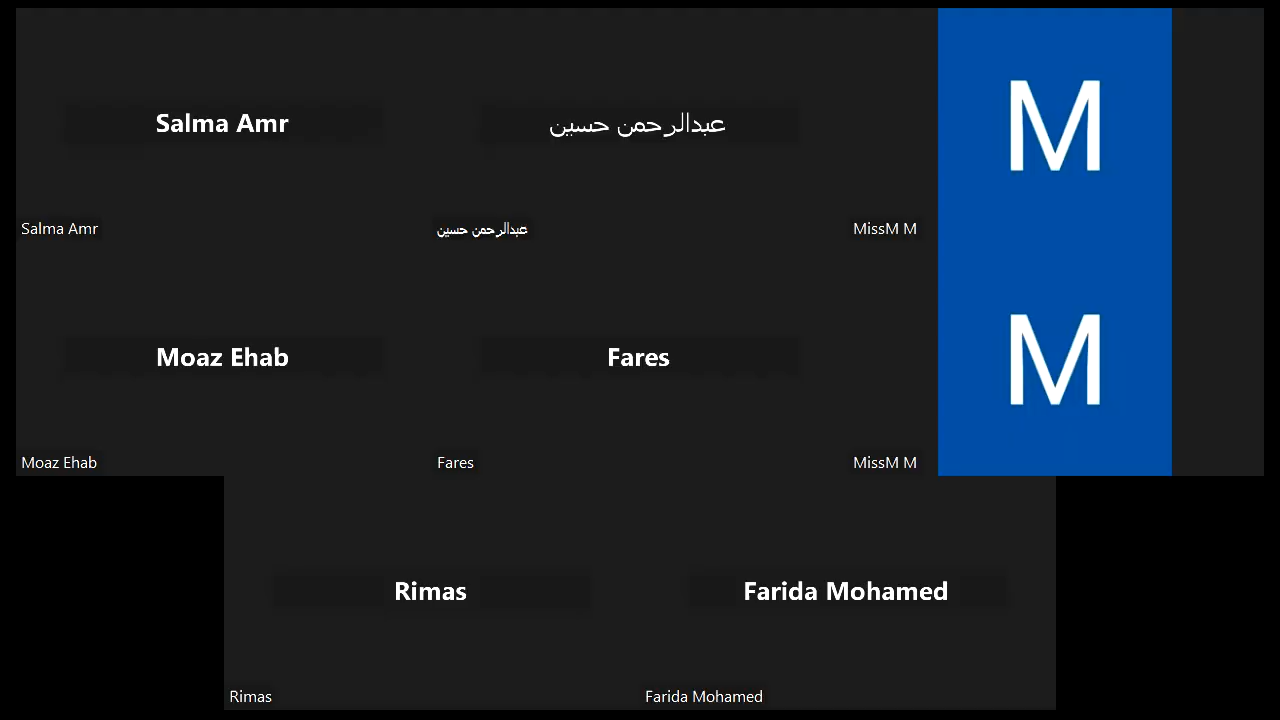 Salma Amr
عبدالرحمن حسين
M
Salma Amr
عبدالرحمن حسين
MissM M
Moaz Ehab
Fares
M
Moaz Ehab
Fares
MissM M
Rimas
Farida Mohamed
Rimas
Farida Mohamed